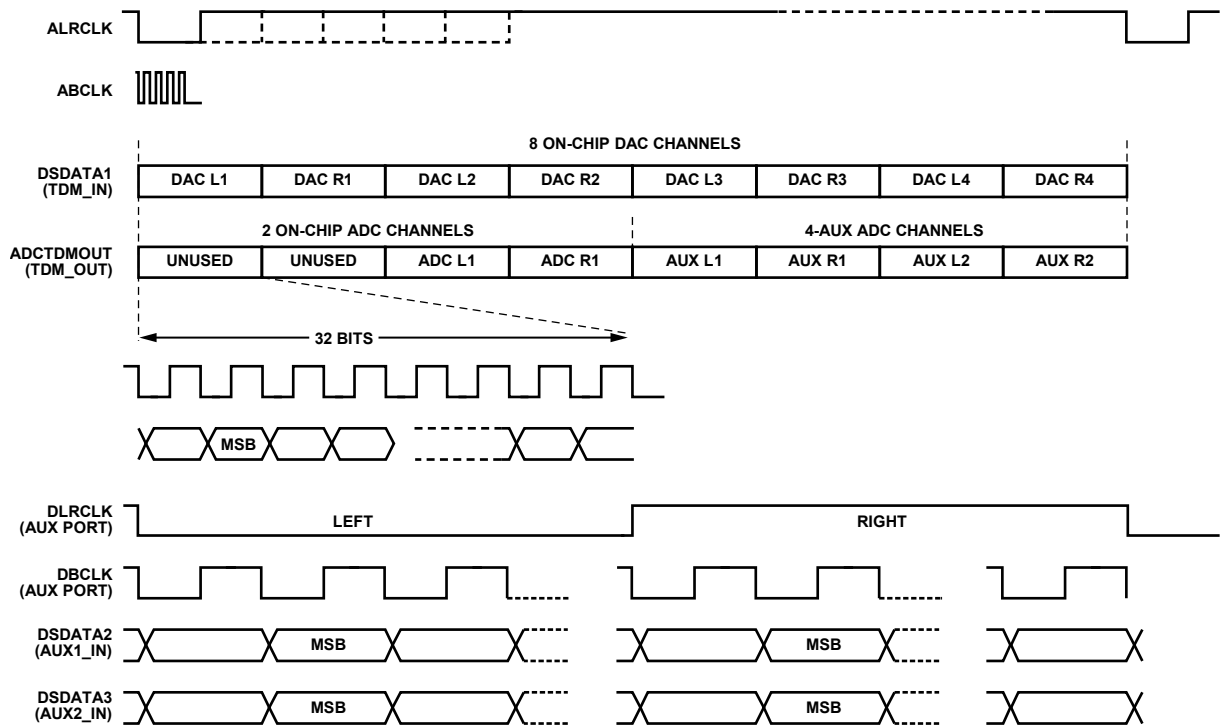 ALRCLK
ABCLK
8 ON-CHIP DAC CHANNELS
DSDATA1
(TDM_IN)
DAC L1 DAC R1 DAC L2 DAC R2 DAC L3 DAC R3 DAC L4 DAC R4
2 ON-CHIP ADC CHANNELS 4-AUX ADC CHANNELS
ADCTDMOUT
(TDM_OUT)
UNUSED UNUSED ADC L1 ADC R1 AUX L1 AUX R1 AUX L2 AUX R2
32 BITS
MSB
DLRCLK
(AUX PORT)
LEFT RIGHT
DBCLK
(AUX PORT)
DSDATA2
(AUX1_IN)
MSB MSB
DSDATA3
(AUX2_IN)
MSB MSB